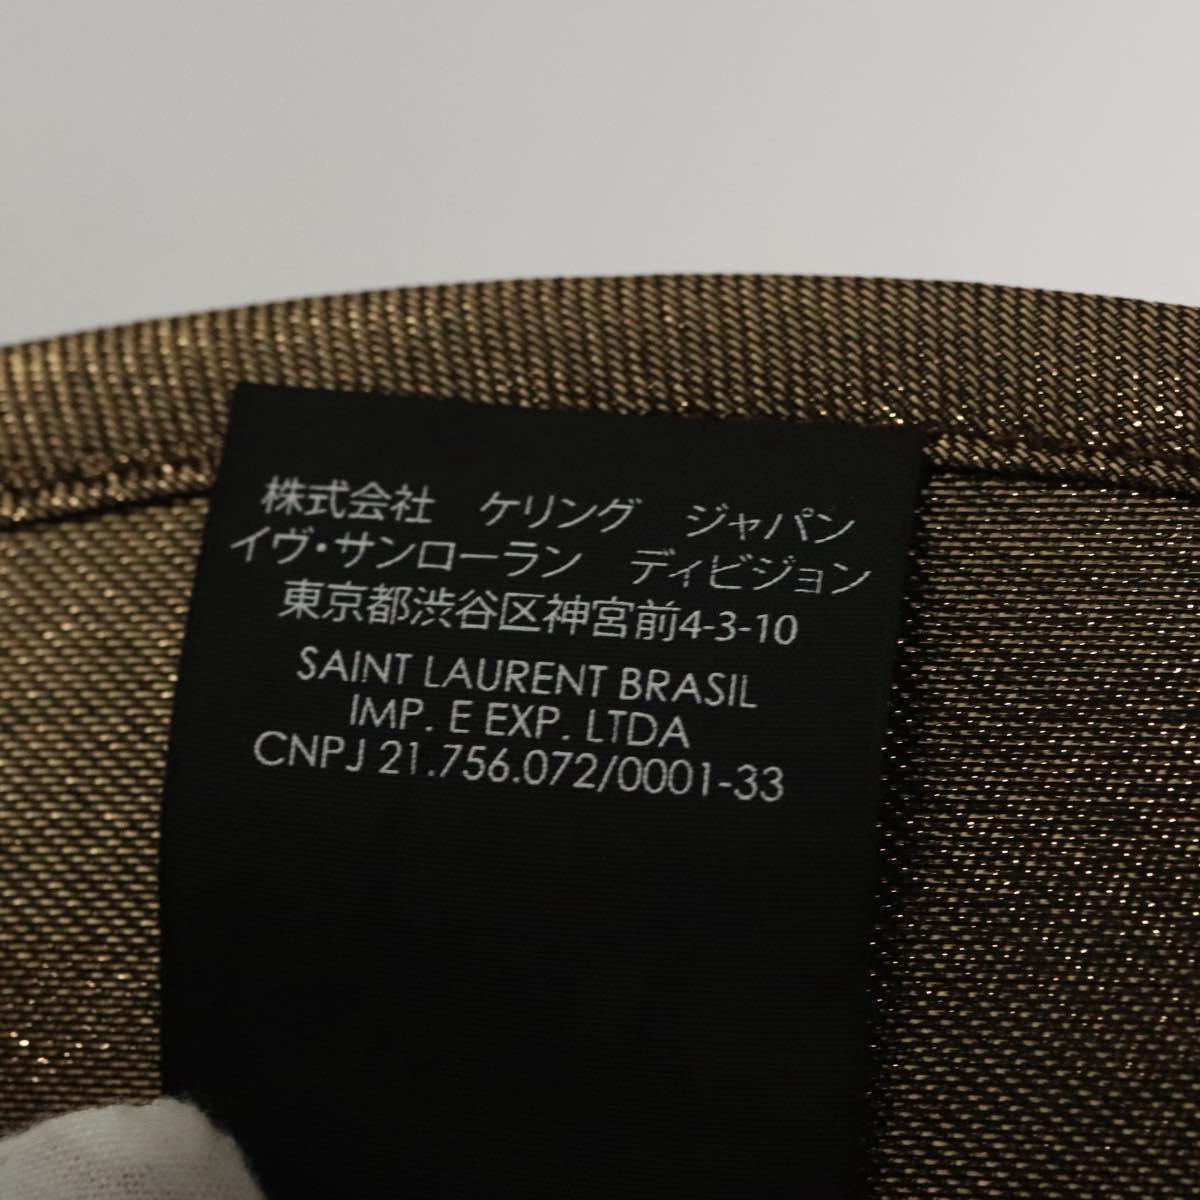 株式会社　ケリング　ジャパン
イヴ・サンローラン　ディビジョン
東京都渋谷区神宮前4-3-10
SAINT LAURENT BRASIL
IMP. E EXP. LTDA
CNPJ 21.756.072/0001-33